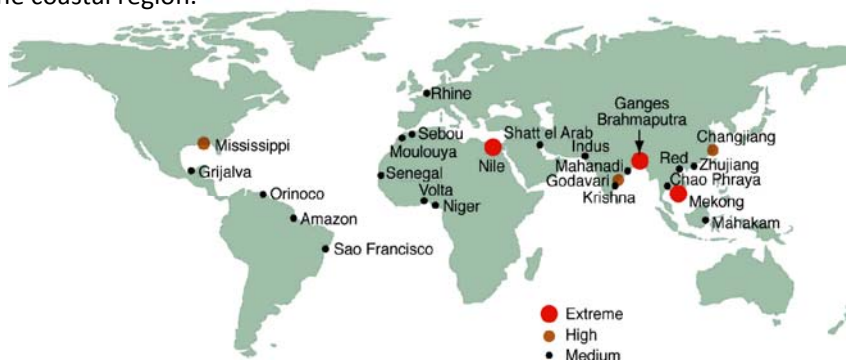 ne coastal region.
Rhine
Ganges
Brahmaputra
Changjiang
Mississippi
Sebou
Moulouya
Shatt el Arab
Indus
Nile
Mahanadi
Red
Zhujiang
Grijalva
Senegal
Godavari
Chao Phraya
Volta
Krishna
Mekong
Orinoco
Niger
Amazon
Mahakam
Sao Francisco
Extreme
High
Medium